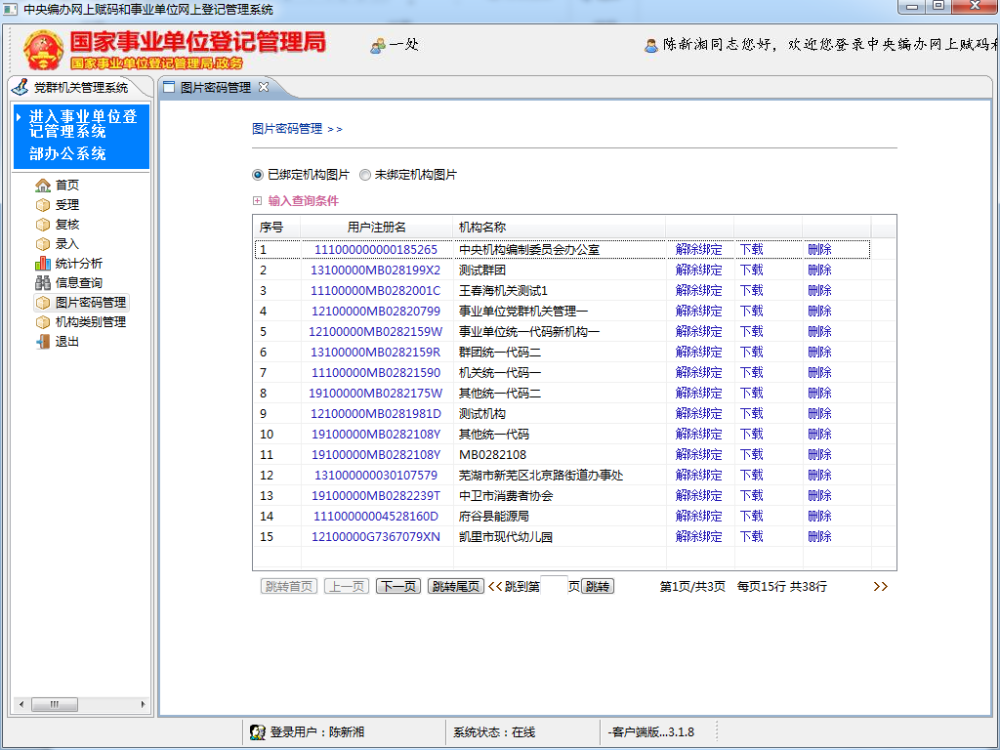 中央编办网上赋码和事业单位网上登记管理系统
国家事业单位登记管理局
国家事业单位登记管理局·政务
一处
陈新湘同志您好，欢迎您登录中央编办网上赋码
党群机关管理系统
图片密码管理
进入事业单位登
记管理系统
部办公系统
首页
受理
复核
录入
统计分析
信息查询
图片密码管理
机构类别管理
退出
图片密码管理 >>
已绑定机构图片 未绑定机构图片
输入查询条件
序号 用户注册名 机构名称
1 111000000000185265 中央机构编制委员会办公室 解除绑定 下载 删除
2 13100000MB028199X2 测试群团 解除绑定 下载 删除
3 11100000MB0282001C 王春海机关测试1 解除绑定 下载 删除
4 12100000MB02820799 事业单位党群机关管理一 解除绑定 下载 删除
5 12100000MB0282159W 事业单位统一代码新机构一 解除绑定 下载 删除
6 13100000MB0282159R 群团统一代码二 解除绑定 下载 删除
7 11100000MB02821590 机关统一代码一 解除绑定 下载 删除
8 19100000MB0282175W 其他统一代码二 解除绑定 下载 删除
9 12100000MB0281981D 测试机构 解除绑定 下载 删除
10 19100000MB0282108Y 其他统一代码 解除绑定 下载 删除
11 19100000MB0282108Y MB0282108 解除绑定 下载 删除
12 131000000030107579 芜湖市新芜区北京路街道办事处 解除绑定 下载 删除
13 19100000MB0282239T 中卫市消费者协会 解除绑定 下载 删除
14 11100000004528160D 府谷县能源局 解除绑定 下载 删除
15 12100000G7367079XN 凯里市现代幼儿园 解除绑定 下载 删除
跳转首页 上一页 下一页 跳转尾页 << 跳到第 页 跳转 第1页/共3页 每页15行 共38行 >>
登录用户：陈新湘 系统状态：在线 -客户端版...3.1.8